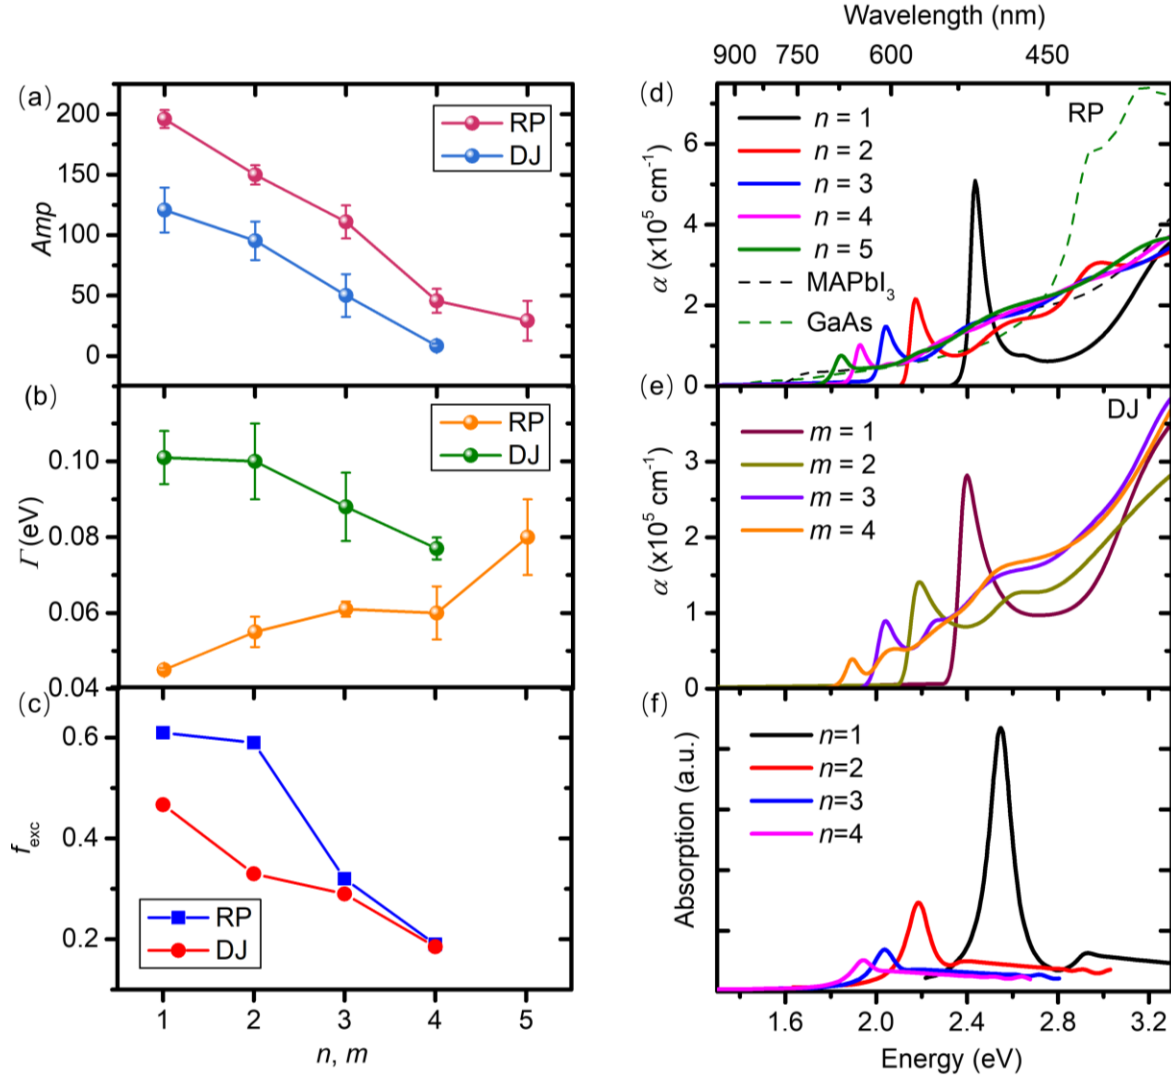 (a)
Amp
200
150
100
50
0
RP
DJ
(b)
Γ (eV)
0.10
0.08
0.06
0.04
RP
DJ
(c)
f_exc
0.6
0.4
0.2
RP
DJ
1 2 3 4 5
n, m
Wavelength (nm)
900 750 600 450
(d)
RP
α (x10⁵ cm⁻¹)
6
4
2
0
n = 1
n = 2
n = 3
n = 4
n = 5
MAPbI₃
GaAs
(e)
DJ
α (x10⁵ cm⁻¹)
3
2
1
0
m = 1
m = 2
m = 3
m = 4
(f)
Absorption (a.u.)
n=1
n=2
n=3
n=4
1.6 2.0 2.4 2.8 3.2
Energy (eV)